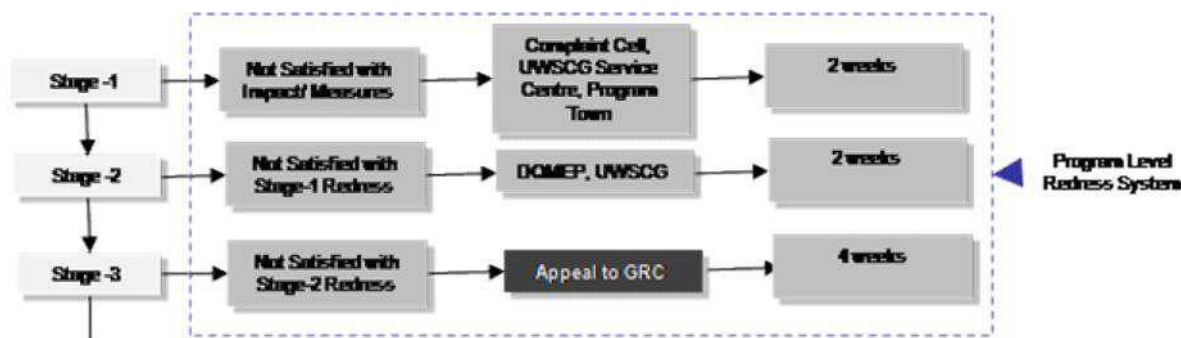 Stage -1
Not Satisfied with
Impact/ Measures
Complaint Cell,
UWSCG Service
Centre, Program
Town
2 weeks
Stage -2
Not Satisfied with
Stage-1 Redress
DOMEP, UWSCG
2 weeks
Program Level
Redress System
Stage -3
Not Satisfied with
Stage-2 Redress
Appeal to GRC
4 weeks